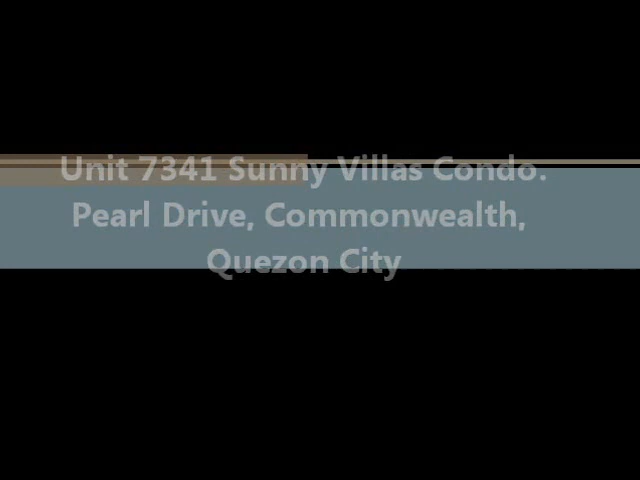 Unit 7341 Sunny Villas Condo.
Pearl Drive, Commonwealth,
Quezon City